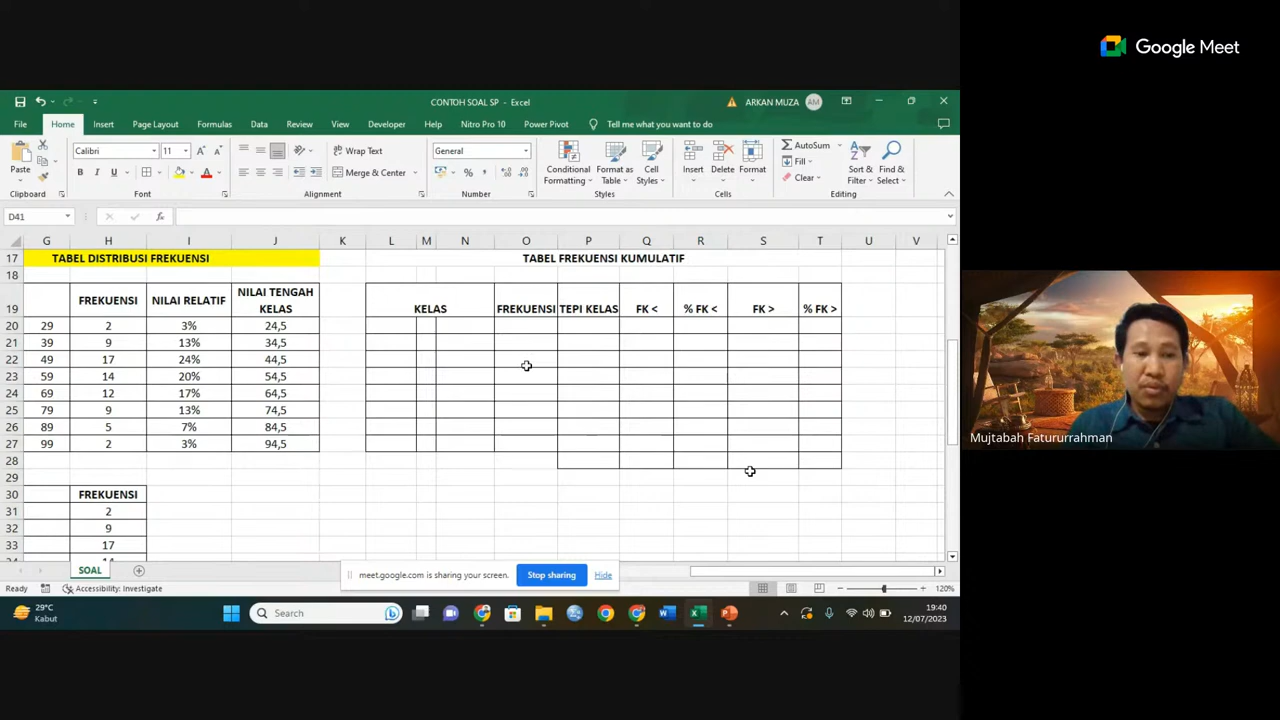 Google Meet
CONTOH SOAL SP - Excel
ARKAN MUZA AM
File Home Insert Page Layout Formulas Data Review View Developer Help Nitro Pro 10 Power Pivot Tell me what you want to do
Paste
Calibri 11
B I U
Wrap Text
Merge & Center
General
Conditional Formatting
Format as Table
Cell Styles
Insert Delete Format
AutoSum
Fill
Clear
Sort & Filter
Find & Select
Clipboard Font Alignment Number Styles Cells Editing
D41 fx
G H I J K L M N O P Q R S T U V
17 TABEL DISTRIBUSI FREKUENSI TABEL FREKUENSI KUMULATIF
18
19 FREKUENSI NILAI RELATIF NILAI TENGAH KELAS KELAS FREKUENSI TEPI KELAS FK < % FK < FK > % FK >
20 29 2 3% 24,5
21 39 9 13% 34,5
22 49 17 24% 44,5
23 59 14 20% 54,5
24 69 12 17% 64,5
25 79 9 13% 74,5
26 89 5 7% 84,5
27 99 2 3% 94,5
28
29
30 FREKUENSI
31 2
32 9
33 17
14
SOAL
meet.google.com is sharing your screen. Stop sharing Hide
Ready Accessibility: Investigate 120%
29°C
Kabut
Search
19:40
12/07/2023
Mujtabah Fatururrahman